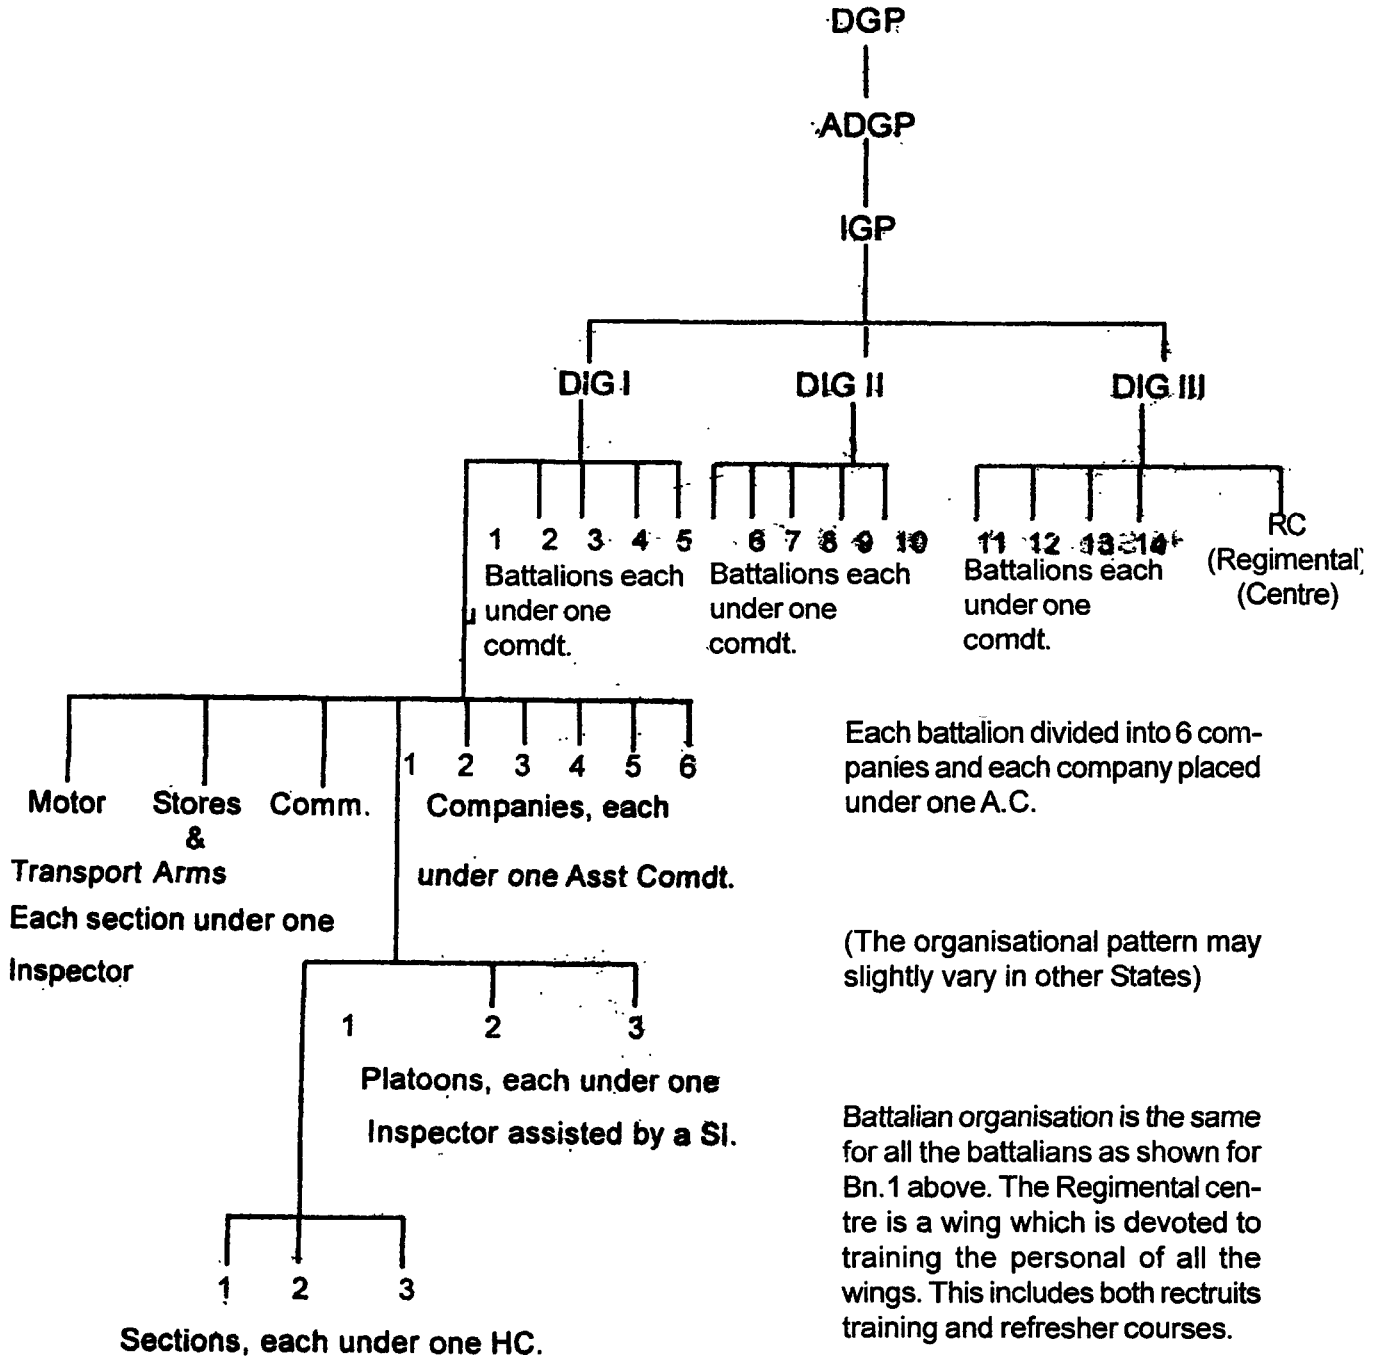 DGP
ADGP
IGP
DIG I
DIG II
DIG III
1 2 3 4 5
6 7 8 9 10
11 12 13 14
RC
(Regimental)
(Centre)
Battalions each
under one
comdt.
Battalions each
under one
comdt.
Battalions each
under one
comdt.
1 2 3 4 5 6
Motor
Stores
&
Comm.
Transport Arms
Each section under one
Inspector
Companies, each
under one Asst Comdt.
Each battalion divided into 6 com-
panies and each company placed
under one A.C.
(The organisational pattern may
slightly vary in other States)
1 2 3
Platoons, each under one
Inspector assisted by a SI.
1 2 3
Sections, each under one HC.
Battalian organisation is the same
for all the battalians as shown for
Bn.1 above. The Regimental cen-
tre is a wing which is devoted to
training the personal of all the
wings. This includes both rectruits
training and refresher courses.